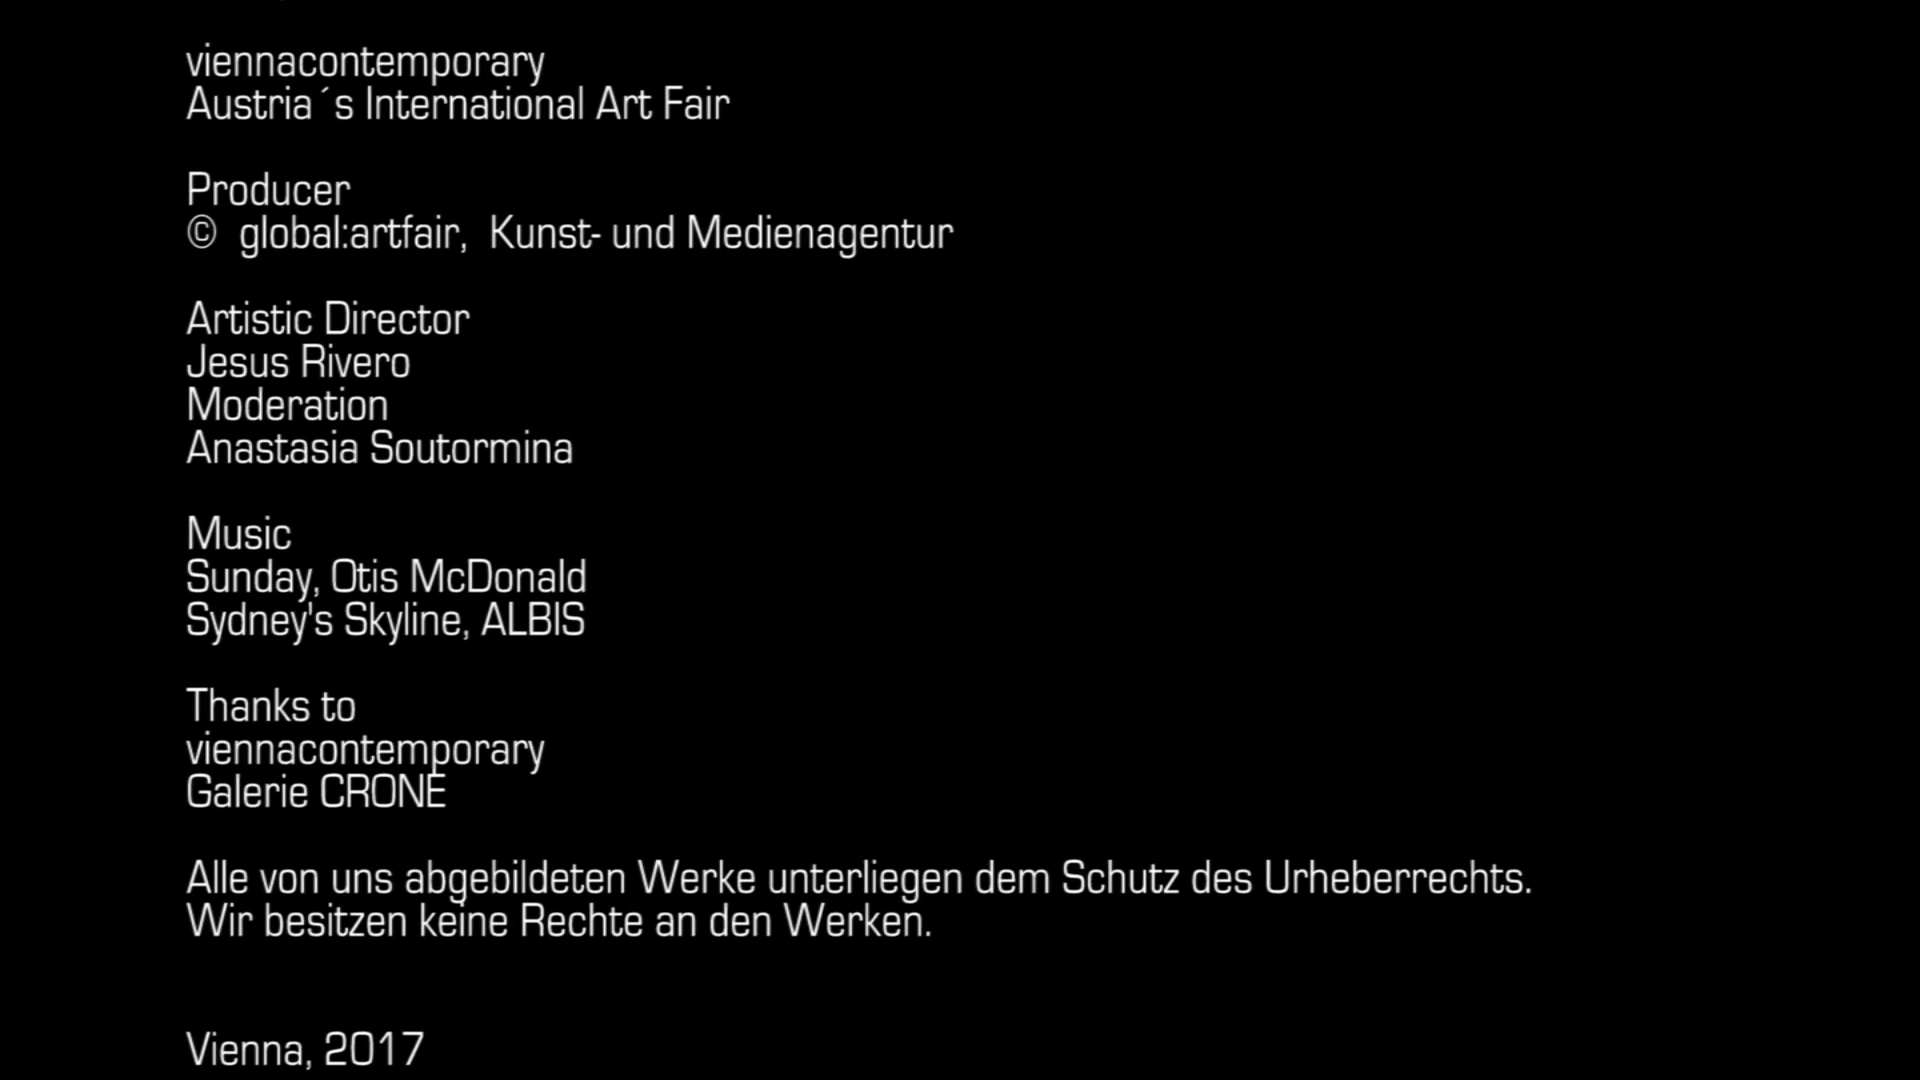 viennacontemporary
Austria´s International Art Fair
Producer
© global:artfair, Kunst- und Medienagentur
Artistic Director
Jesus Rivero
Moderation
Anastasia Soutormina
Music
Sunday, Otis McDonald
Sydney's Skyline, ALBIS
Thanks to
viennacontemporary
Galerie CRONE
Alle von uns abgebildeten Werke unterliegen dem Schutz des Urheberrechts.
Wir besitzen keine Rechte an den Werken.
Vienna, 2017